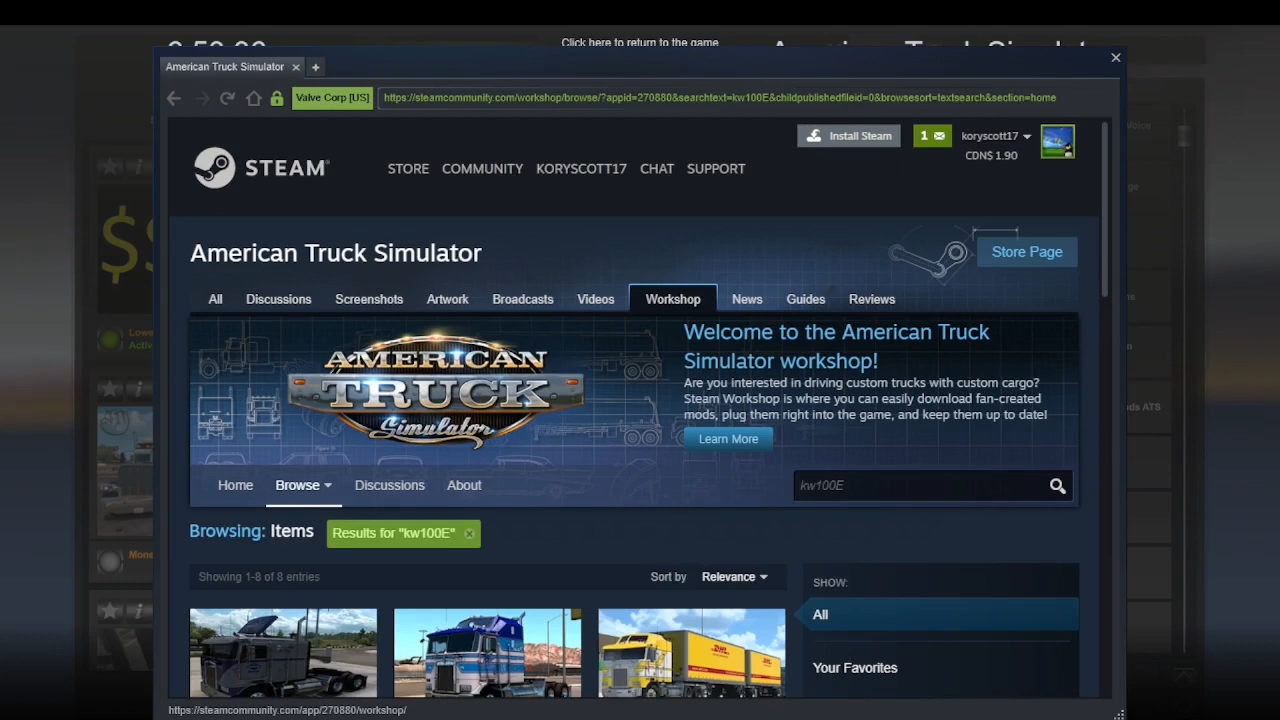 Click here to return to the game
American Truck Simulator
American Truck Simulator
Valve Corp [US]
https://steamcommunity.com/workshop/browse/?appid=270880&searchtext=kw100E&childpublishedfileid=0&browsesort=textsearch&section=home
Install Steam
1
koryscott17
CDN$ 1.90
STEAM
STORE COMMUNITY KORYSCOTT17 CHAT SUPPORT
American Truck Simulator
Store Page
All Discussions Screenshots Artwork Broadcasts Videos Workshop News Guides Reviews
AMERICAN
TRUCK
Simulator
Welcome to the American Truck
Simulator workshop!
Are you interested in driving custom trucks with custom cargo?
Steam Workshop is where you can easily download fan-created
mods, plug them right into the game, and keep them up to date!
Learn More
Home Browse Discussions About
kw100E
Browsing: Items
Results for "kw100E"
Showing 1-8 of 8 entries
Sort by Relevance
SHOW:
All
Your Favorites
https://steamcommunity.com/app/270880/workshop/